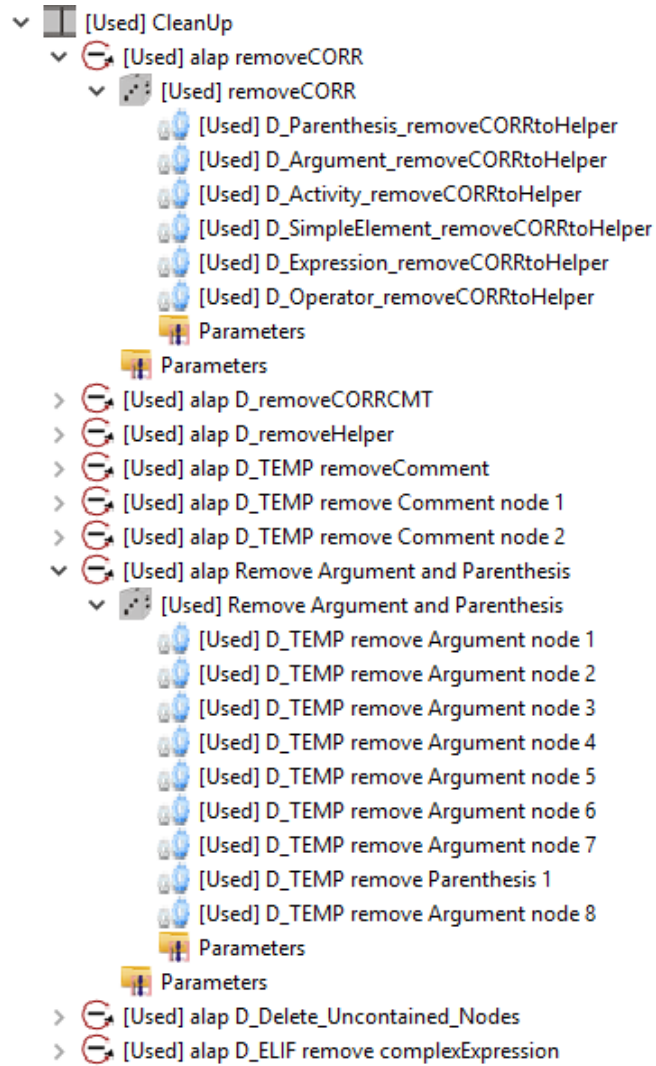 [Used] CleanUp
[Used] alap removeCORR
[Used] removeCORR
[Used] D_Parenthesis_removeCORRtoHelper
[Used] D_Argument_removeCORRtoHelper
[Used] D_Activity_removeCORRtoHelper
[Used] D_SimpleElement_removeCORRtoHelper
[Used] D_Expression_removeCORRtoHelper
[Used] D_Operator_removeCORRtoHelper
Parameters
Parameters
[Used] alap D_removeCORRCMT
[Used] alap D_removeHelper
[Used] alap D_TEMP removeComment
[Used] alap D_TEMP remove Comment node 1
[Used] alap D_TEMP remove Comment node 2
[Used] alap Remove Argument and Parenthesis
[Used] Remove Argument and Parenthesis
[Used] D_TEMP remove Argument node 1
[Used] D_TEMP remove Argument node 2
[Used] D_TEMP remove Argument node 3
[Used] D_TEMP remove Argument node 4
[Used] D_TEMP remove Argument node 5
[Used] D_TEMP remove Argument node 6
[Used] D_TEMP remove Argument node 7
[Used] D_TEMP remove Parenthesis 1
[Used] D_TEMP remove Argument node 8
Parameters
Parameters
[Used] alap D_Delete_Uncontained_Nodes
[Used] alap D_ELIF remove complexExpression